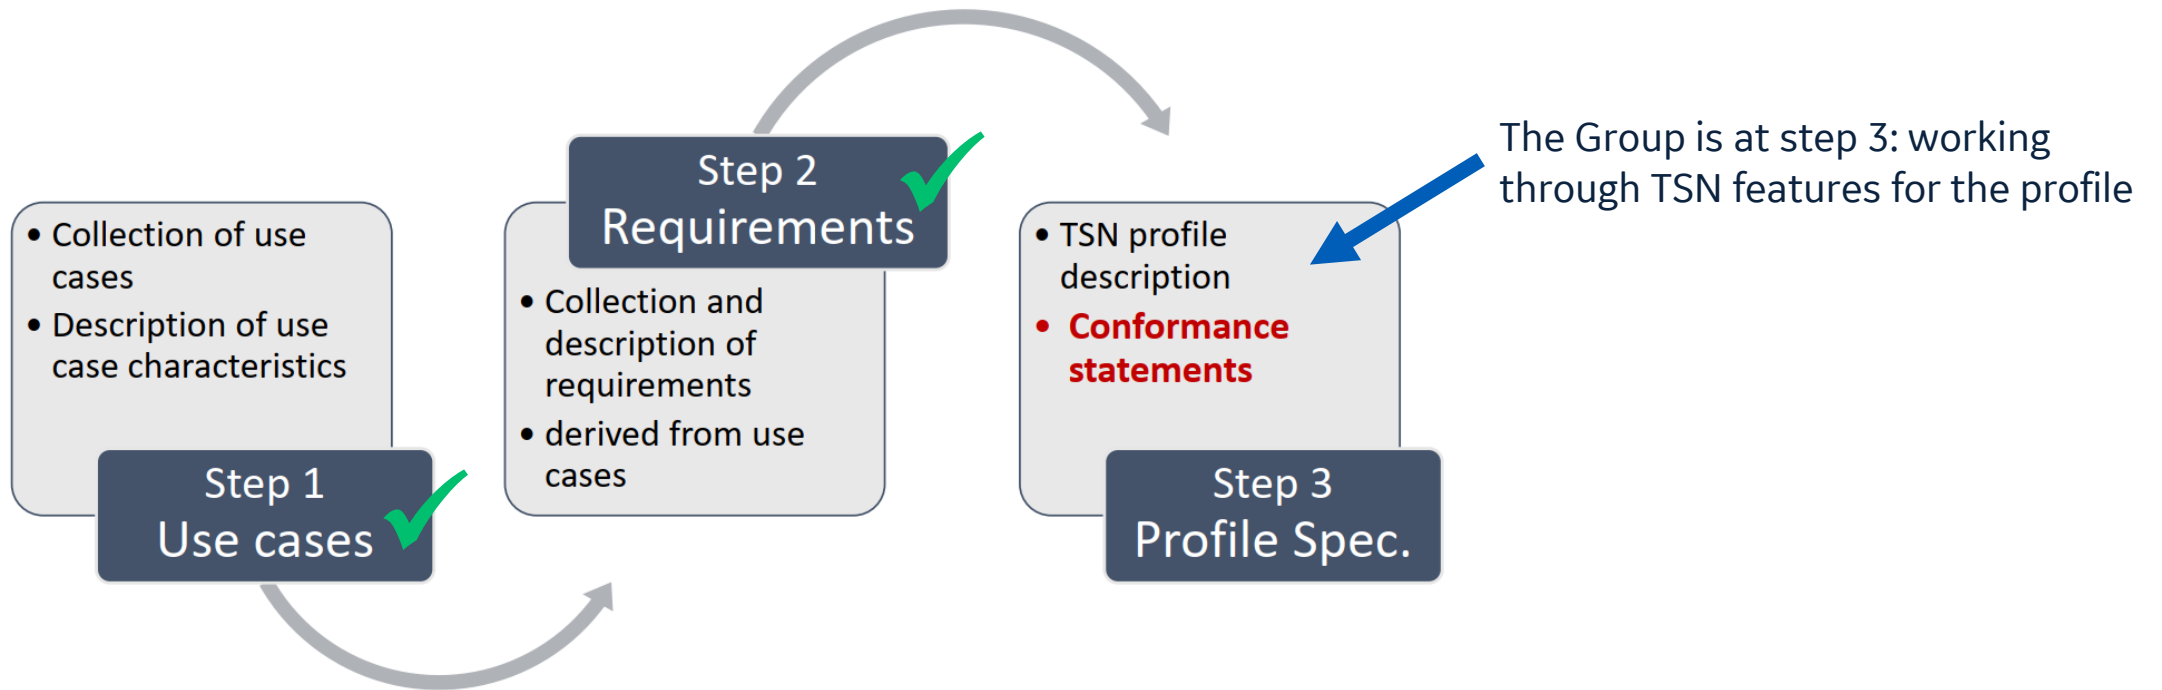 • Collection of use
cases
• Description of use
case characteristics
Step 1
Use cases
Step 2
Requirements
• Collection and
description of
requirements
• derived from use
cases
• TSN profile
description
• Conformance
statements
Step 3
Profile Spec.
The Group is at step 3: working
through TSN features for the profile